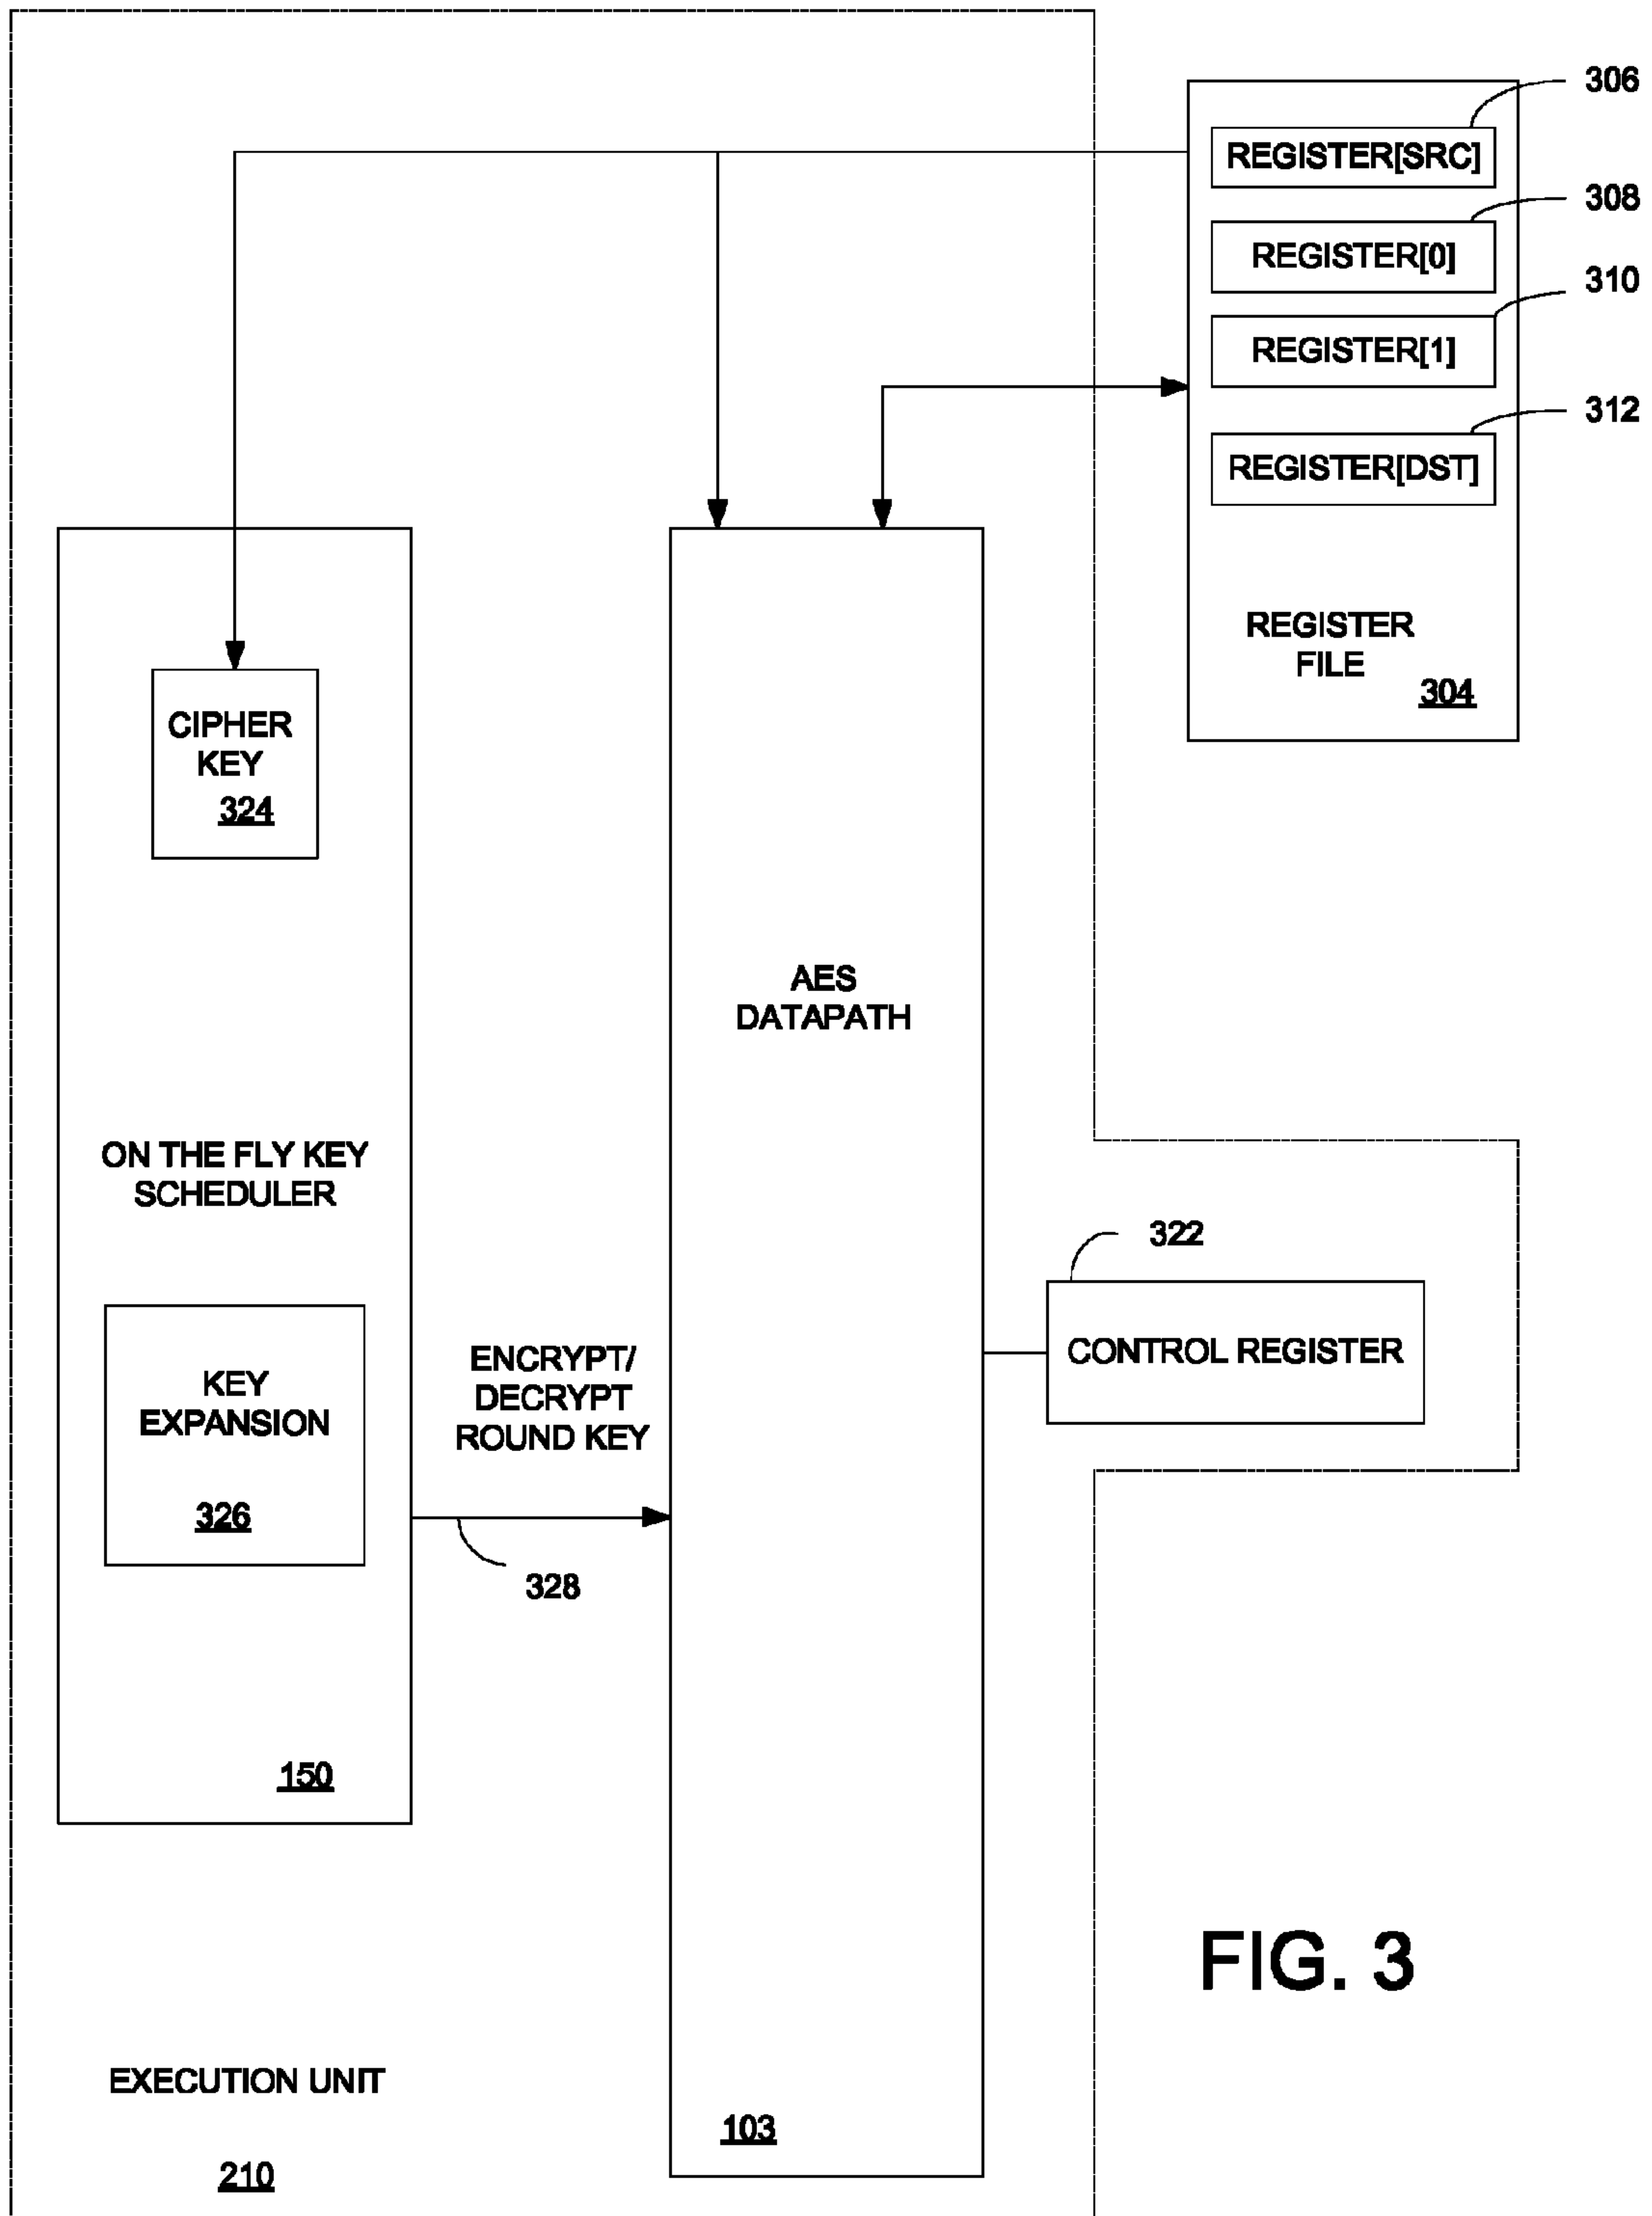 306
REGISTER[SRC]
308
REGISTER[0]
310
REGISTER[1]
312
REGISTER[DST]
REGISTER
FILE
304
CIPHER
KEY
324
AES
DATAPATH
ON THE FLY KEY
SCHEDULER
322
CONTROL REGISTER
ENCRYPT/
DECRYPT
ROUND KEY
KEY
EXPANSION
326
328
150
FIG. 3
EXECUTION UNIT
103
210